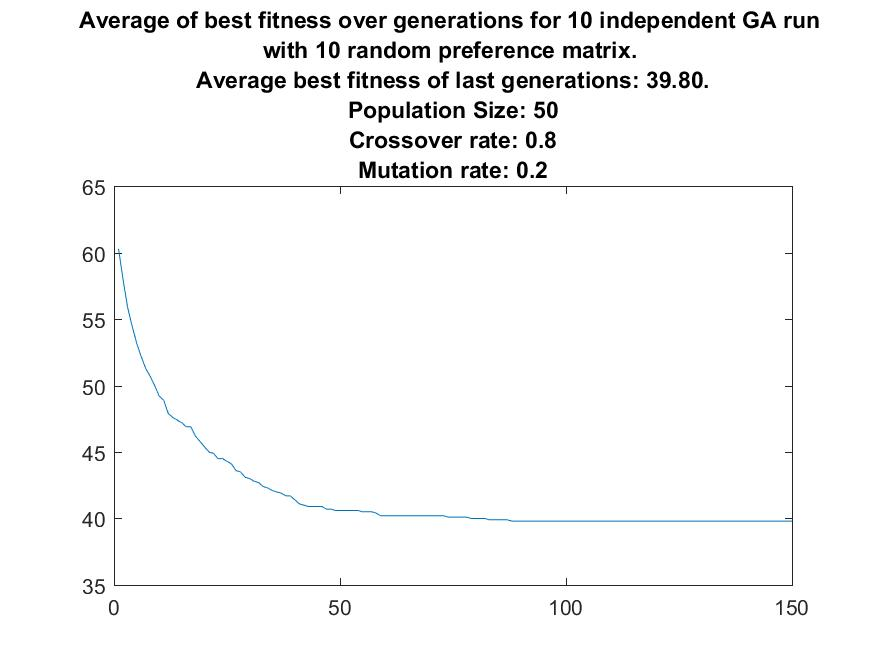 Average of best fitness over generations for 10 independent GA run
with 10 random preference matrix.
Average best fitness of last generations: 39.80.
Population Size: 50
Crossover rate: 0.8
Mutation rate: 0.2
65
60
55
50
45
40
35
0
50
100
150